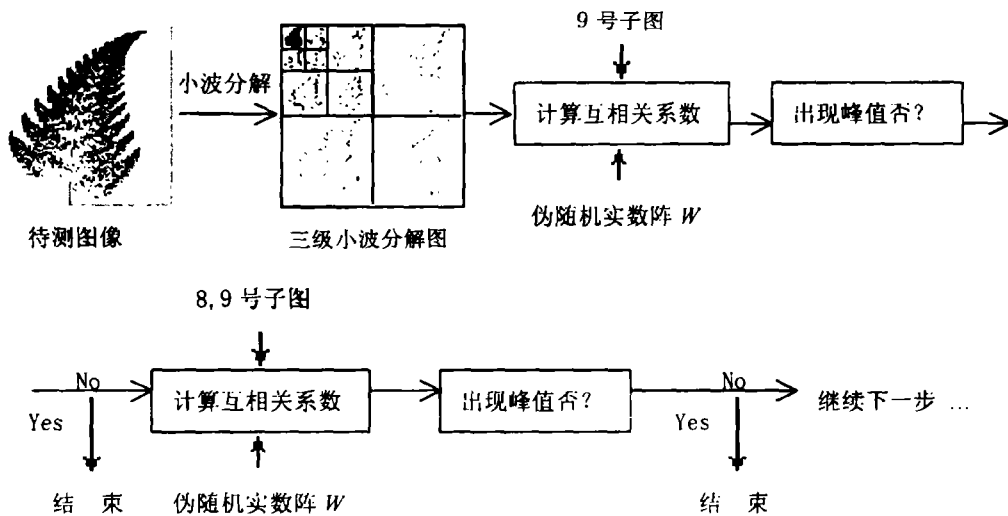 9 号子图
小波分解
计算互相关系数
出现峰值否？
伪随机实数阵 W
待测图像
三级小波分解图
8,9 号子图
No
计算互相关系数
出现峰值否？
No
继续下一步 …
Yes
Yes
结 束
伪随机实数阵 W
结 束